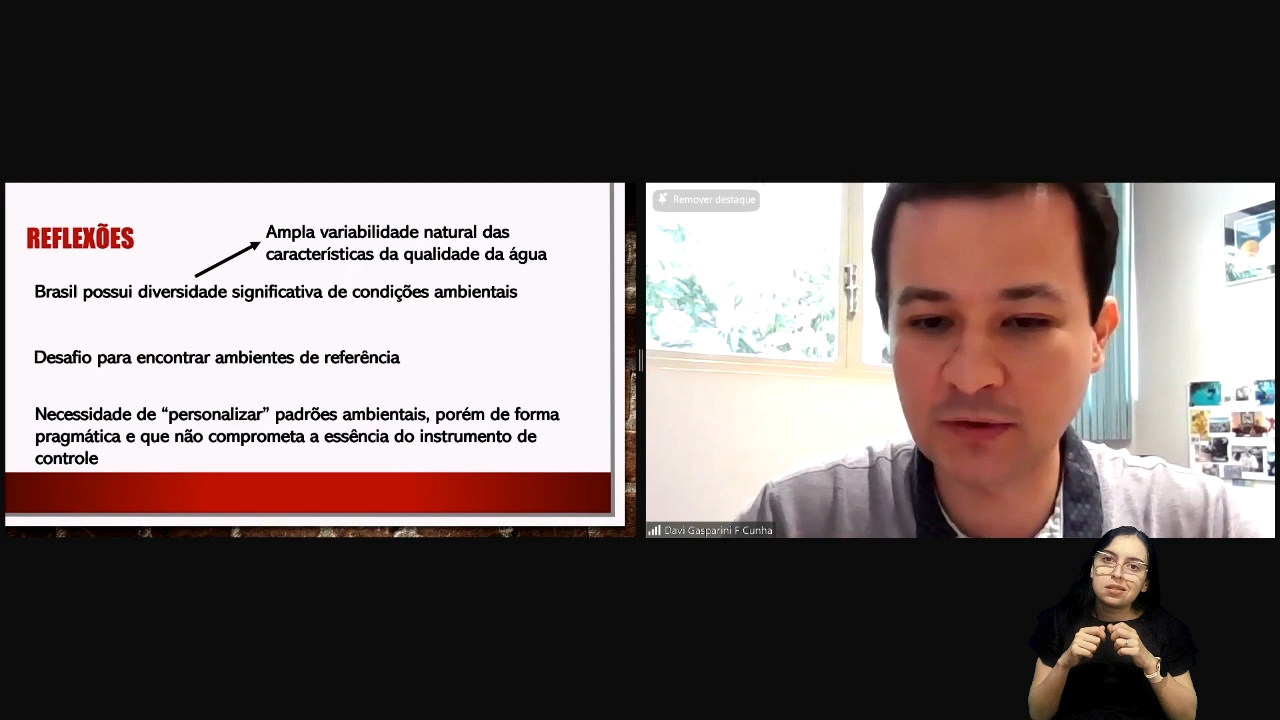 REFLEXÕES
Ampla variabilidade natural das
características da qualidade da água
Brasil possui diversidade significativa de condições ambientais
Desafio para encontrar ambientes de referência
Necessidade de “personalizar” padrões ambientais, porém de forma
pragmática e que não comprometa a essência do instrumento de
controle
Remover destaque
Davi Gasparini F Cunha